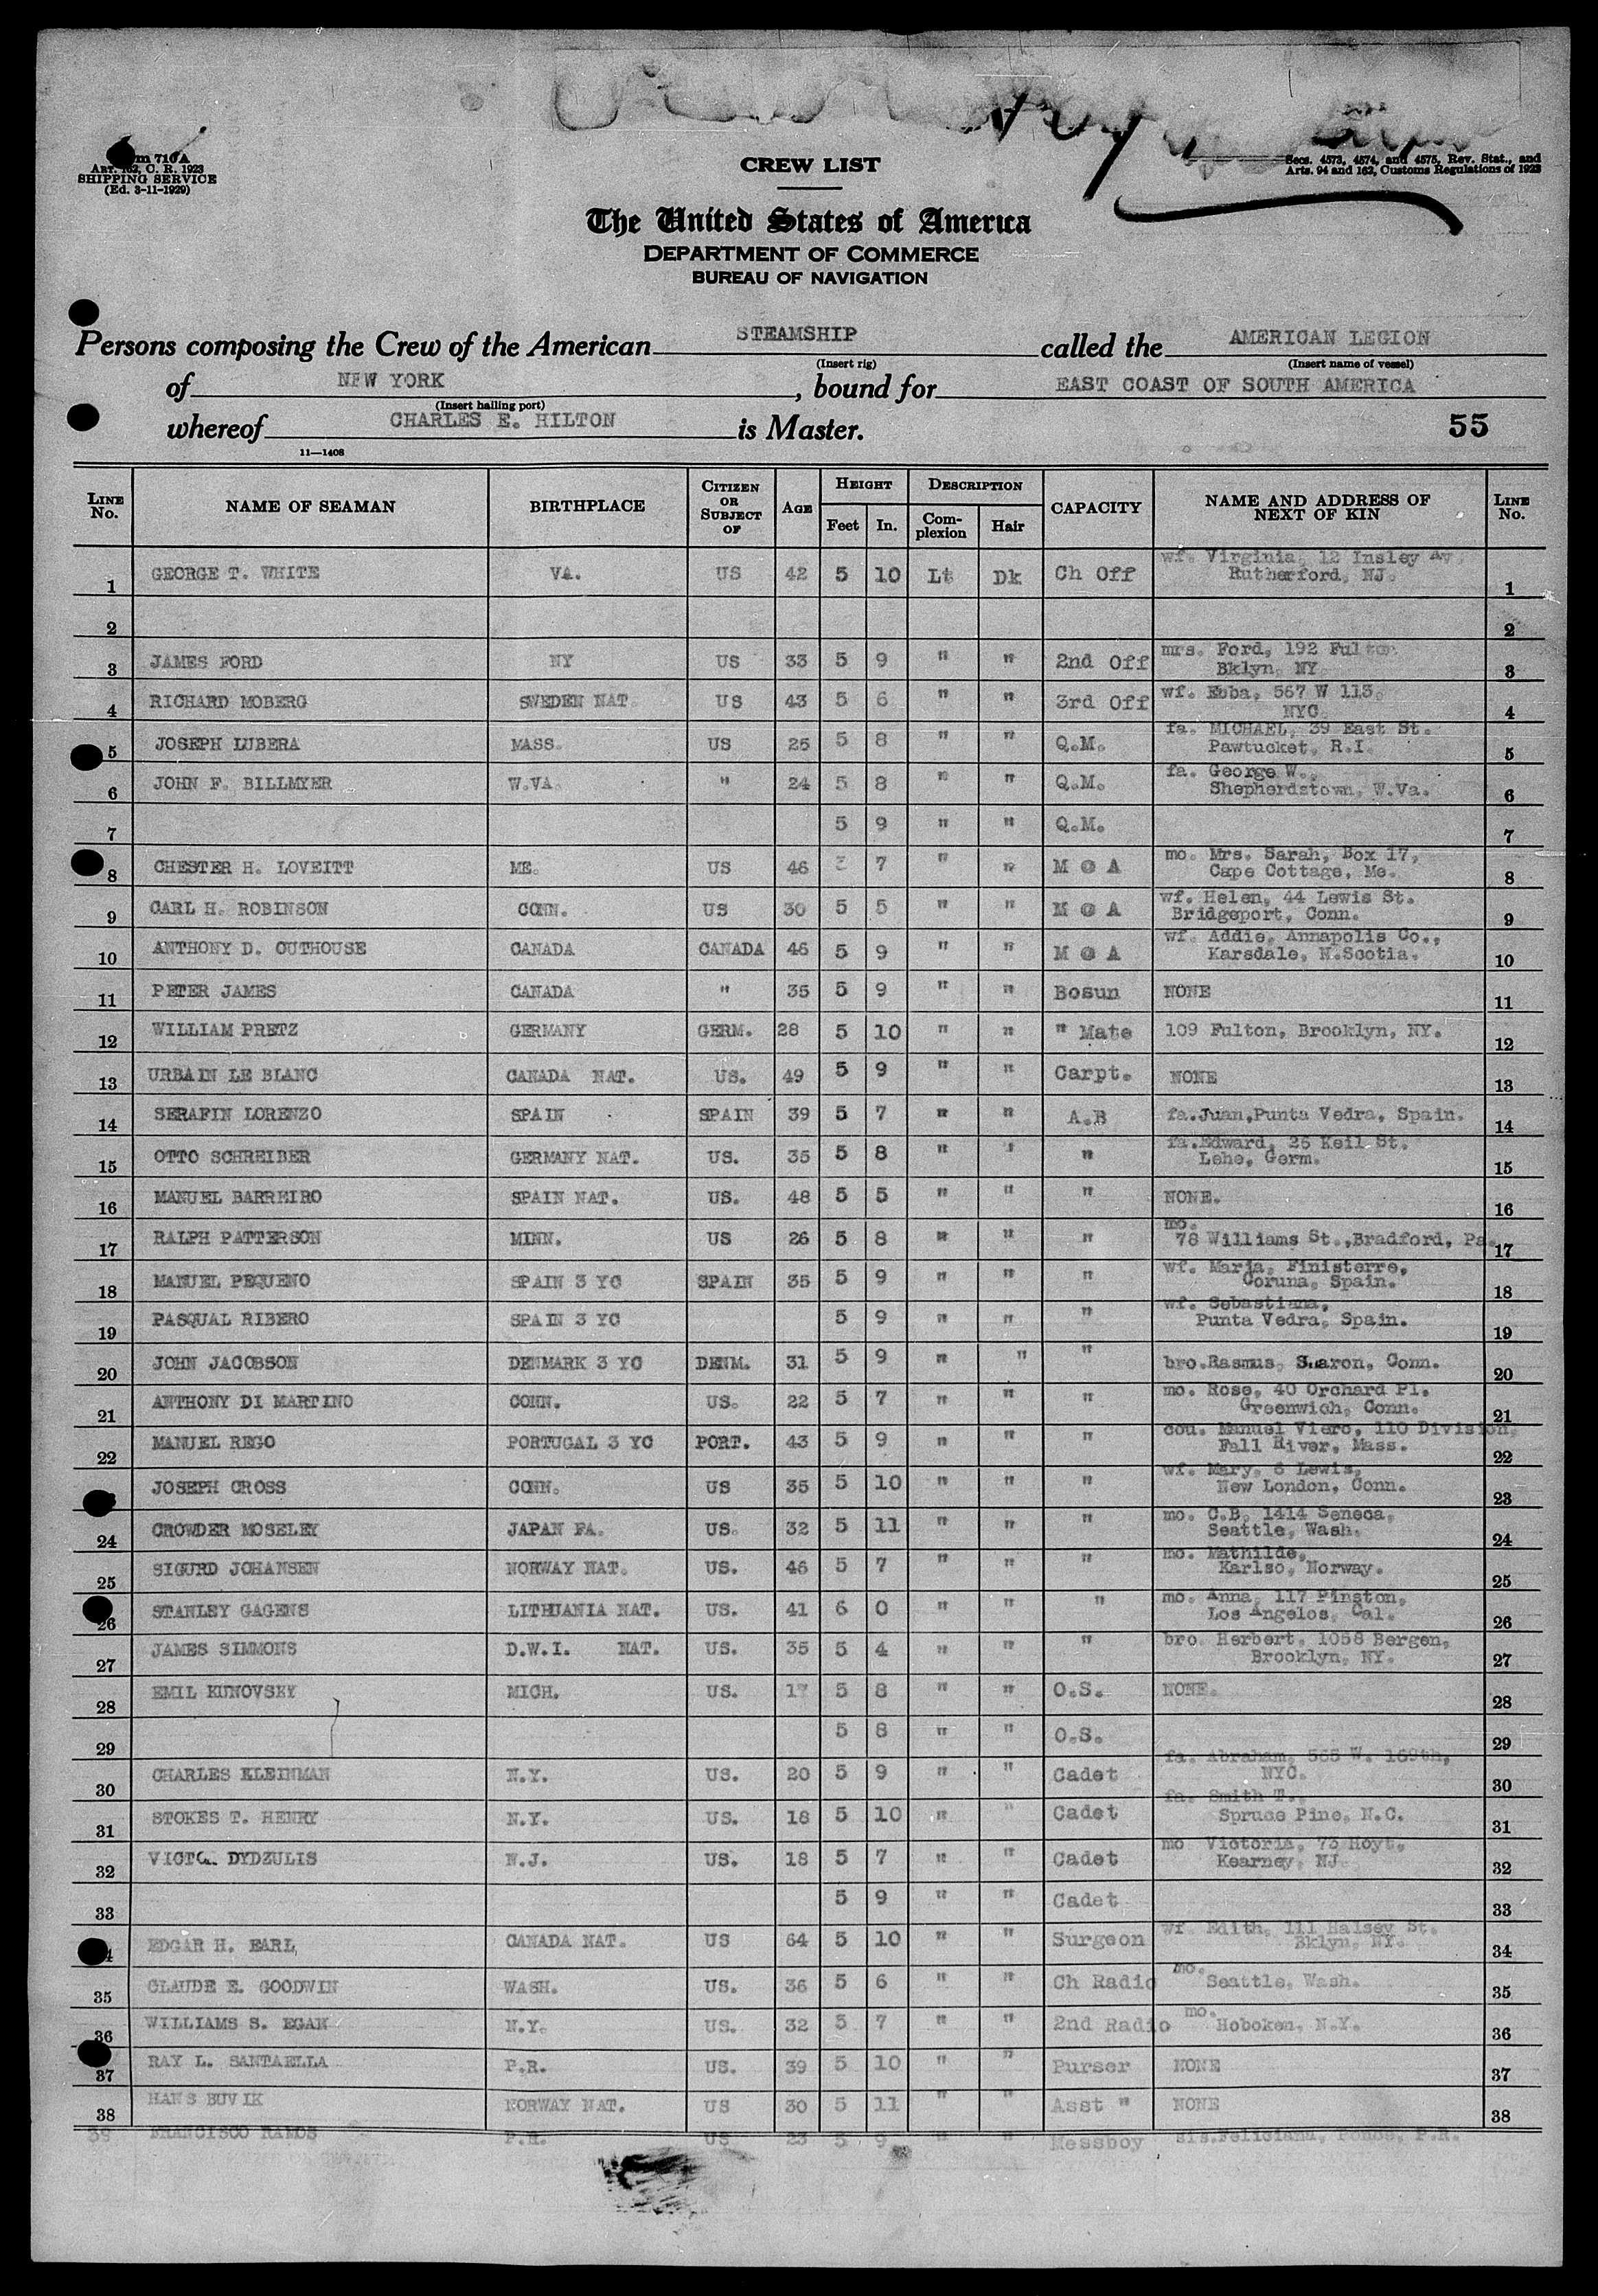 m 710 A
ART. 162, C. R. 1923
SHIPPING SERVICE
(Ed. 3-11-1929)
CREW LIST
Secs. 4573, 4574, and 4575, Rev. Stat., and
Arts. 94 and 162, Customs Regulations of 1923
The United States of America
DEPARTMENT OF COMMERCE
BUREAU OF NAVIGATION
Persons composing the Crew of the American STEAMSHIP called the AMERICAN LEGION
(Insert rig) (Insert name of vessel)
of NEW YORK, bound for EAST COAST OF SOUTH AMERICA
(Insert hailing port)
whereof CHARLES E. HILTON is Master. 55
11—1408
LINE No. NAME OF SEAMAN BIRTHPLACE CITIZEN OR SUBJECT OF AGE HEIGHT Feet In. DESCRIPTION Complexion Hair CAPACITY NAME AND ADDRESS OF NEXT OF KIN LINE No.
1 GEORGE T. WHITE VA. US 42 5 10 Lt Dk Ch Off wf. Virginia, 12 Insley Av. Rutherford, NJ. 1
2 2
3 JAMES FORD NY US 33 5 9 " " 2nd Off mrs. Ford, 192 Fulton Bklyn, NY 3
4 RICHARD MOBERG SWEDEN NAT US 43 5 6 " " 3rd Off wf. Ebba, 567 W 113, NYC 4
5 JOSEPH LUBERA MASS. US 25 5 8 " " Q.M. fa. MICHAEL, 39 East St. Pawtucket, R.I. 5
6 JOHN F. BILLMYER W.VA. " 24 5 8 " " Q.M. fa. George W., Shepherdstown, W.Va. 6
7 5 9 " " Q.M. 7
8 CHESTER H. LOVEITT ME. US 46 7 " " M @ A mo. Mrs. Sarah, Box 17, Cape Cottage, Me. 8
9 CARL H. ROBINSON CONN. US 30 5 5 " " M @ A wf. Helen, 44 Lewis St. Bridgeport, Conn. 9
10 ANTHONY D. OUTHOUSE CANADA CANADA 46 5 9 " " M @ A wf. Addie, Annapolis Co., Karsdale, N.Scotia. 10
11 PETER JAMES CANADA " 35 5 9 " " Bosun NONE 11
12 WILLIAM PRETZ GERMANY GERM. 28 5 10 " " " Mate 109 Fulton, Brooklyn, NY. 12
13 URBAIN LE BLANC CANADA NAT. US. 49 5 9 " " Carpt. NONE 13
14 SERAFIN LORENZO SPAIN SPAIN 39 5 7 " " A.B fa.Juan,Punta Vedra, Spain. 14
15 OTTO SCHREIBER GERMANY NAT. US. 35 5 8 " ' " fa.Edward, 25 Keil St. Lehe, Germ. 15
16 MANUEL BARREIRO SPAIN NAT. US. 48 5 5 " " " NONE. 16
17 RALPH PATTERSON MINN. US 26 5 8 " " " mo. 78 Williams St.,Bradford, Pa. 17
18 MANUEL PEQUENO SPAIN 3 YC SPAIN 35 5 9 " " " wf. Maria, Finisterre, Coruna, Spain. 18
19 PASQUAL RIBERO SPAIN 3 YC 5 9 " " " wf. Sebastiana, Punta Vedra, Spain. 19
20 JOHN JACOBSON DENMARK 3 YC DENM. 31 5 9 " " " bro.Rasmus, Sharon, Conn. 20
21 ANTHONY DI MARTINO CONN. US. 22 5 7 " " " mo. Rose, 40 Orchard Pl. Greenwich, Conn. 21
22 MANUEL REGO PORTUGAL 3 YC PORT. 43 5 9 " " " cou. Manuel Viero, 110 Division, Fall River, Mass. 22
JOSEPH CROSS CONN. US 35 5 10 " " " wf. Mary, 8 Lewis, New London, Conn. 23
24 CROWDER MOSELEY JAPAN FA. US. 32 5 11 " " " mo. C.B, 1414 Seneca, Seattle, Wash. 24
25 SIGURD JOHANSEN NORWAY NAT. US. 46 5 7 " " " mo. Mathilde, Karlso, Norway. 25
26 STANLEY GAGENS LITHUANIA NAT. US. 41 6 0 " " " mo. Anna, 117 Pinston, Los Angelos, Cal. 26
27 JAMES SIMMONS D.W.I. NAT. US. 35 5 4 " " " bro. Herbert, 1058 Bergen, Brooklyn, NY. 27
28 EMIL KUNOVSKY MICH. US. 17 5 8 " " O.S. NONE. 28
29 5 8 " " O.S. 29
30 CHARLES KLEINMAN N.Y. US. 20 5 9 " " Cadet fa. Abraham, 565 W. 169th, NYC. 30
31 STOKES T. HENRY N.Y. US. 18 5 10 " " Cadet fa. Smith T., Spruce Pine, N.C. 31
32 DYDZULIS N.J. US. 18 5 7 " " Cadet mo Victoria, 73 Hoyt, Kearney, NJ 32
33 5 9 " " Cadet 33
EDGAR H. EARL CANADA NAT. US 64 5 10 " " Surgeon wf. Edith, 111 Halsey St. Bklyn, NY. 34
35 CLAUDE E. GOODWIN WASH. US. 36 5 6 " " Ch Radio mo. Seattle, Wash. 35
36 WILLIAMS S. EGAN N.Y. US. 32 5 7 " " 2nd Radio mo. Hoboken, N.Y. 36
37 RAY L. SANTAELLA P.R. US. 39 5 10 " " Purser NONE 37
38 HANS BUVIK NORWAY NAT. US 30 5 11 " " Asst " NONE 38
39 FRANCISCO RAMOS P.R. US 23 5 9 " " Messboy sis.Feliciana, Ponce, P.R.